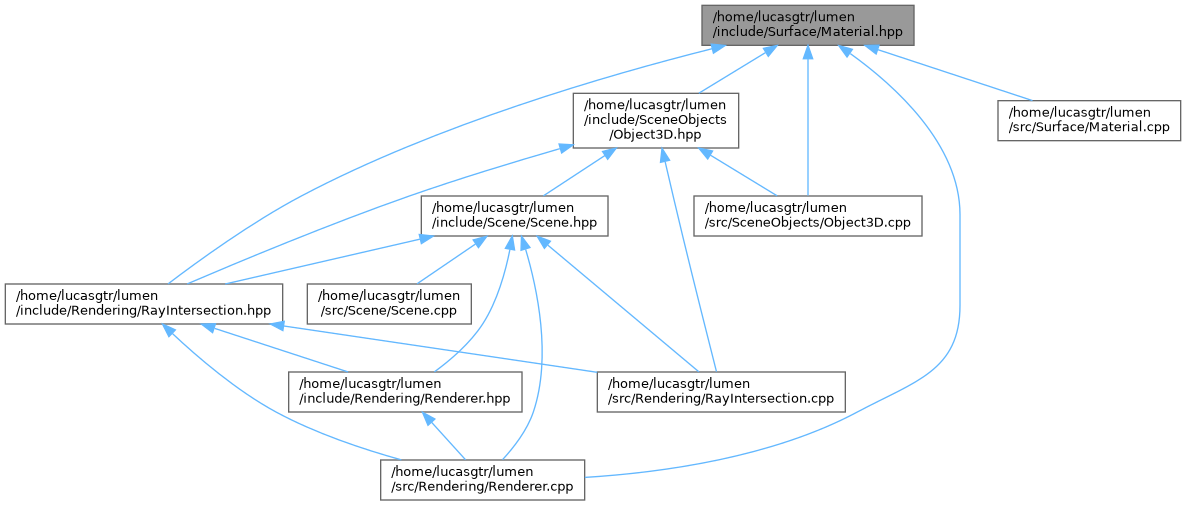 /home/lucasgtr/lumen
/include/Surface/Material.hpp
/home/lucasgtr/lumen
/include/SceneObjects
/Object3D.hpp
/home/lucasgtr/lumen
/src/Surface/Material.cpp
/home/lucasgtr/lumen
/include/Scene/Scene.hpp
/home/lucasgtr/lumen
/src/SceneObjects/Object3D.cpp
/home/lucasgtr/lumen
/include/Rendering/RayIntersection.hpp
/home/lucasgtr/lumen
/src/Scene/Scene.cpp
/home/lucasgtr/lumen
/include/Rendering/Renderer.hpp
/home/lucasgtr/lumen
/src/Rendering/RayIntersection.cpp
/home/lucasgtr/lumen
/src/Rendering/Renderer.cpp